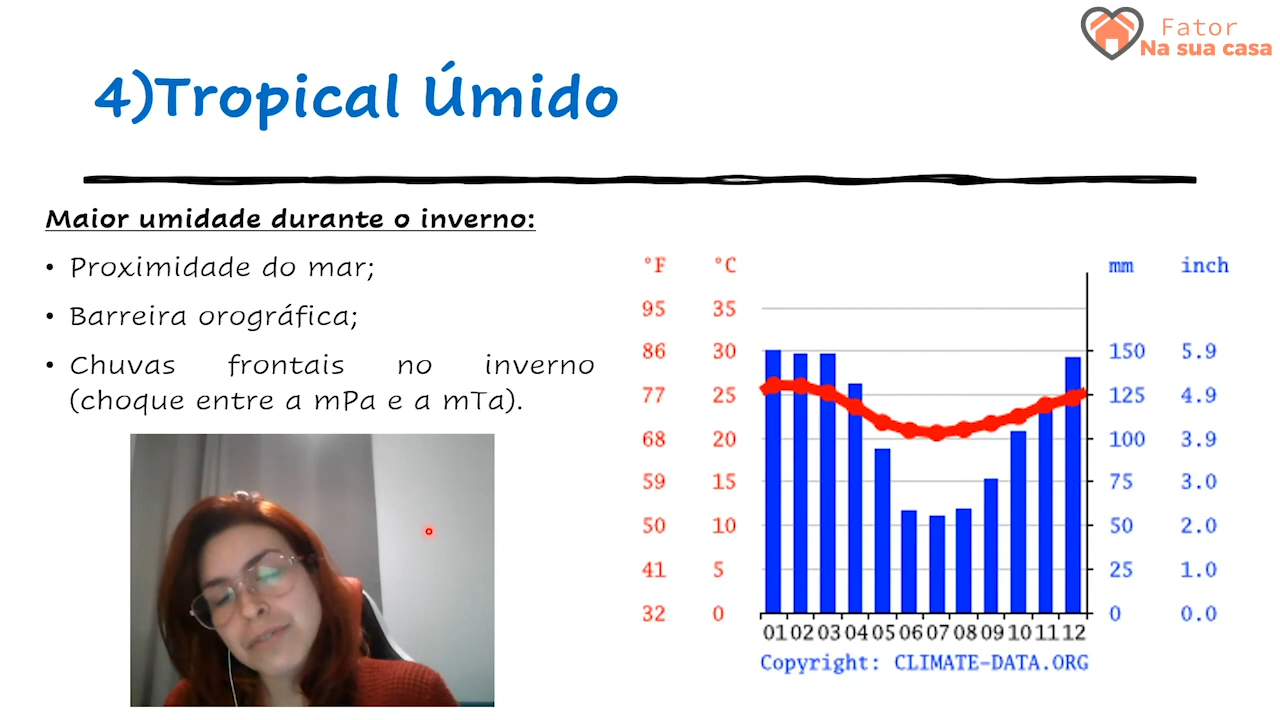 Fator
Na sua casa
4)Tropical Úmido
Maior umidade durante o inverno:
• Proximidade do mar;
• Barreira orográfica;
• Chuvas frontais no inverno
(choque entre a mPa e a mTa).
°F °C mm inch
95 35
86 30 150 5.9
77 25 125 4.9
68 20 100 3.9
59 15 75 3.0
50 10 50 2.0
41 5 25 1.0
32 0 0 0.0
01 02 03 04 05 06 07 08 09 10 11 12
Copyright: CLIMATE-DATA.ORG